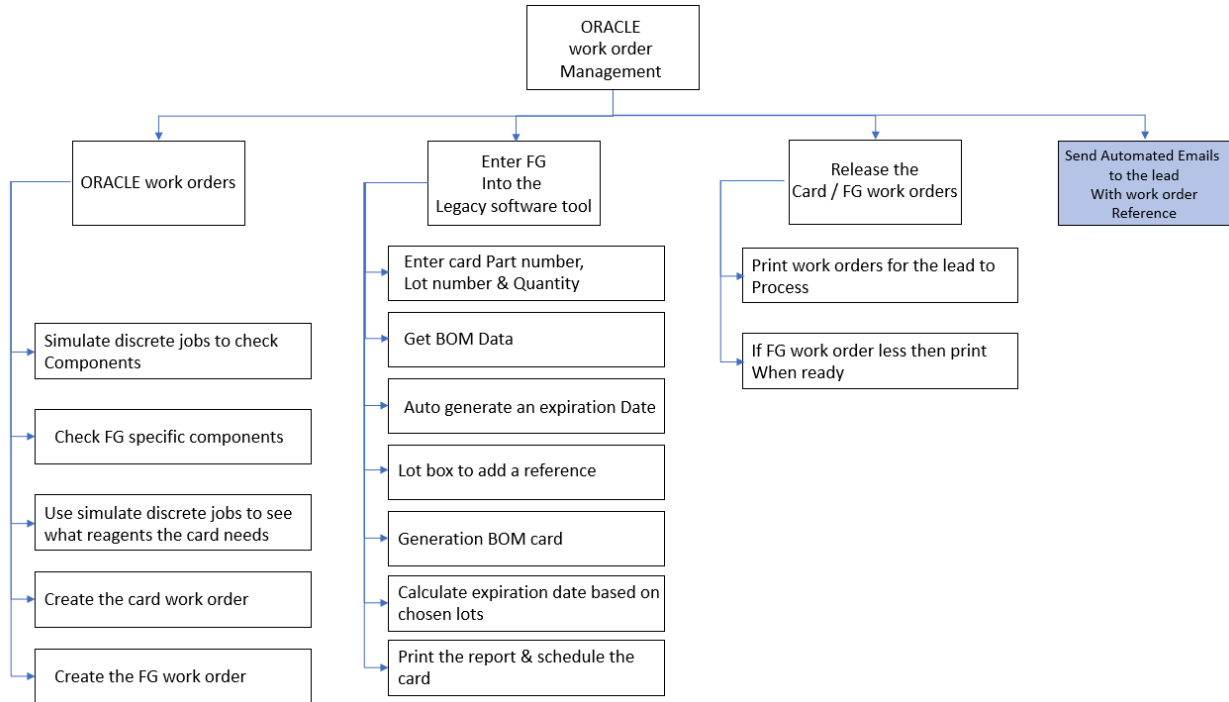 ORACLE
work order
Management
ORACLE work orders
Simulate discrete jobs to check
Components
Check FG specific components
Use simulate discrete jobs to see
what reagents the card needs
Create the card work order
Create the FG work order
Enter FG
Into the
Legacy software tool
Enter card Part number,
Lot number & Quantity
Get BOM Data
Auto generate an expiration Date
Lot box to add a reference
Generation BOM card
Calculate expiration date based on
chosen lots
Print the report & schedule the
card
Release the
Card / FG work orders
Print work orders for the lead to
Process
If FG work order less then print
When ready
Send Automated Emails
to the lead
With work order
Reference